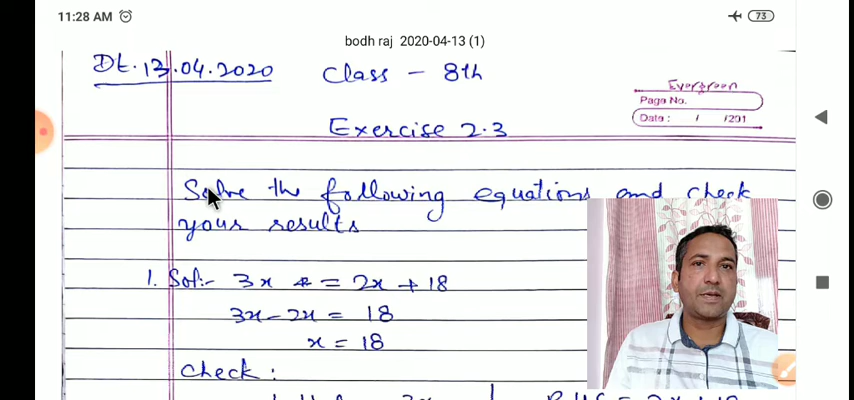 11:28 AM
73
bodh raj 2020-04-13 (1)
Dt. 13.04.2020 Class - 8th
Evergreen
Page No.
Date : / /201
Exercise 2.3
Solve the following equations and check
your results
1. Sol:- 3x = 2x + 18
3x - 2x = 18
x = 18
Check :